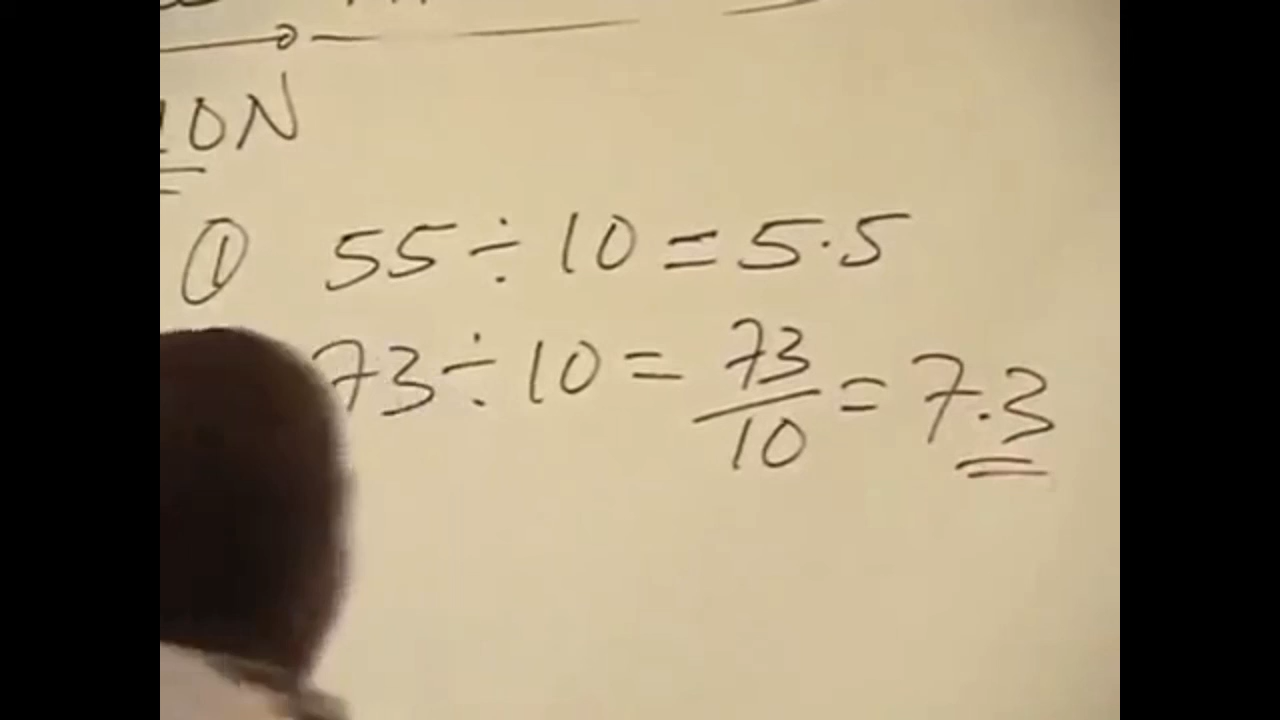 ION
① 55 ÷ 10 = 5.5
73 ÷ 10 = 73/10 = 7.3